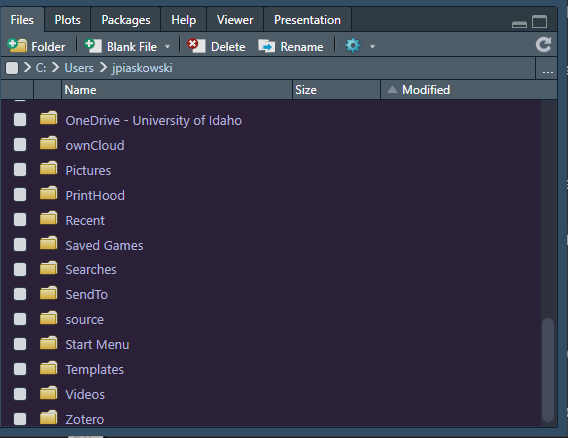 Files Plots Packages Help Viewer Presentation
Folder Blank File Delete Rename
C: Users jpiaskowski ...
Name Size Modified
OneDrive - University of Idaho
ownCloud
Pictures
PrintHood
Recent
Saved Games
Searches
SendTo
source
Start Menu
Templates
Videos
Zotero